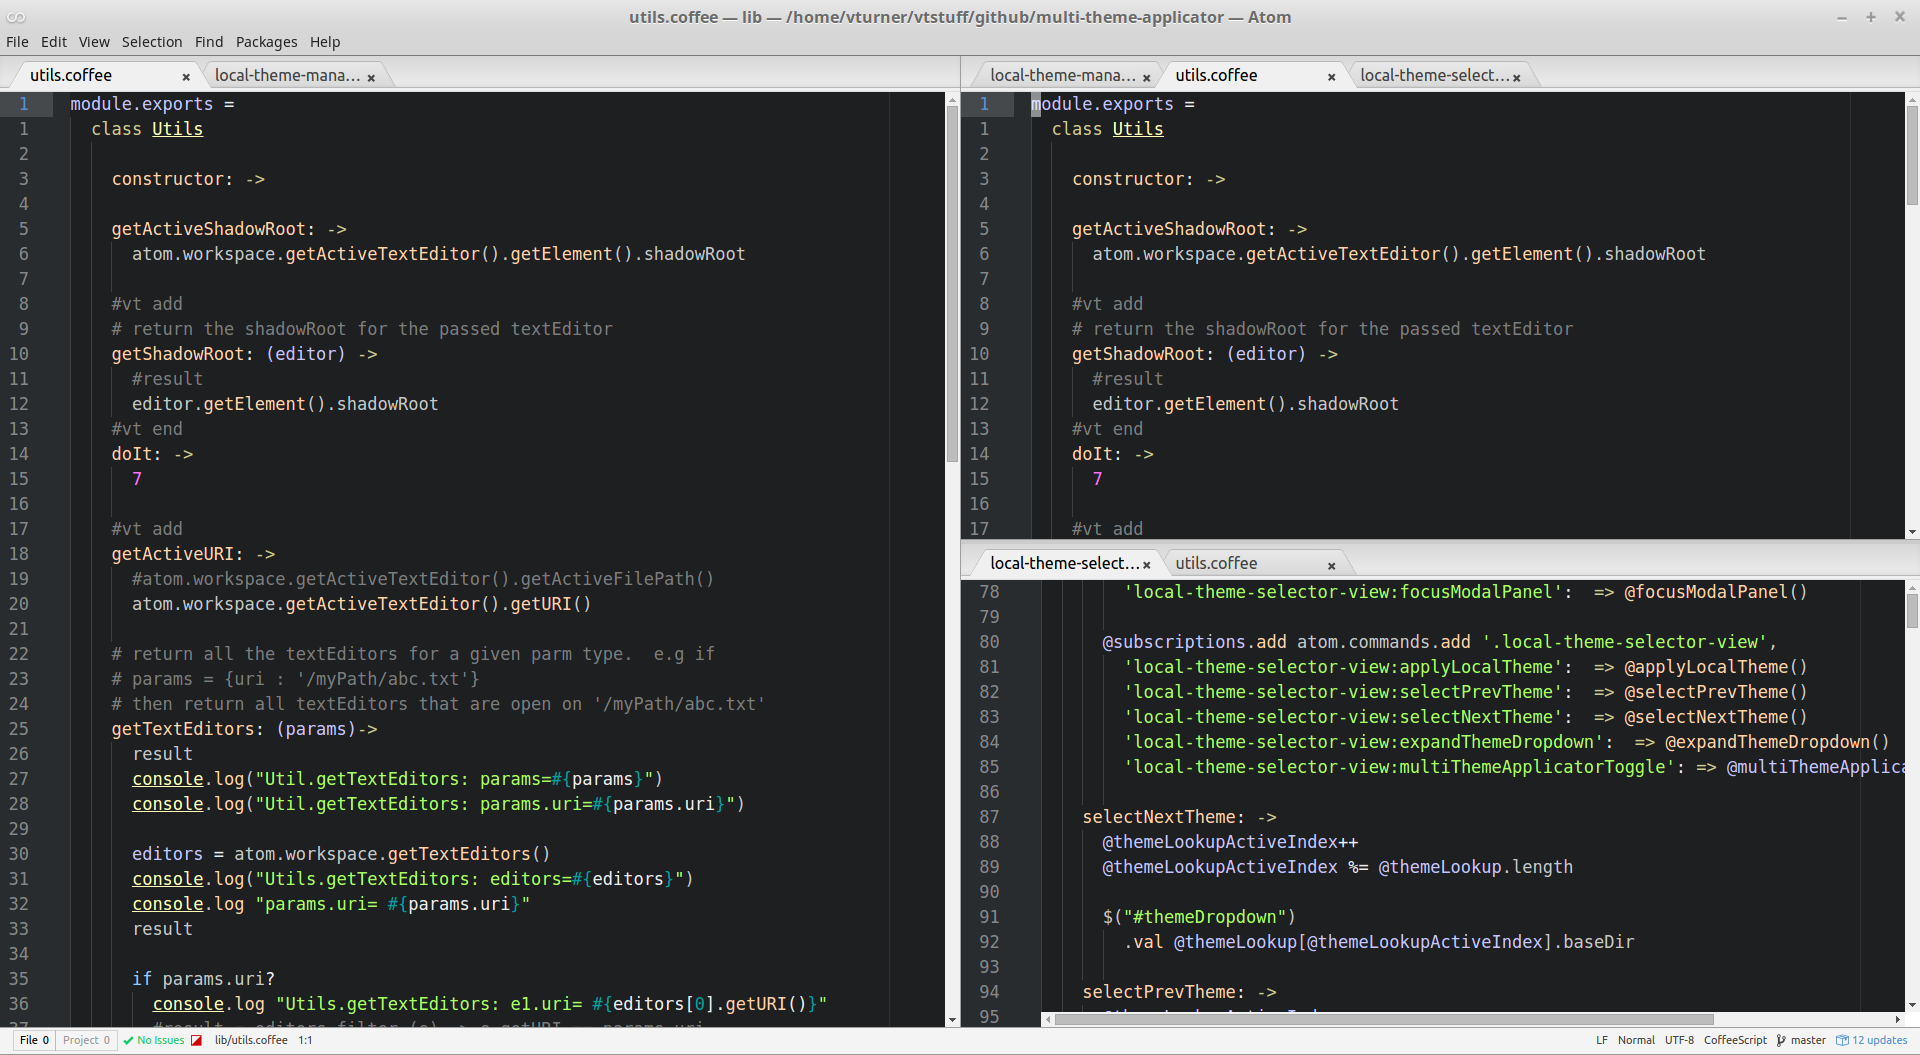 utils.coffee — lib — /home/vturner/vtstuff/github/multi-theme-applicator — Atom
File Edit View Selection Find Packages Help
utils.coffee × local-theme-mana... ×
1 module.exports =
1 class Utils
2
3 constructor: ->
4
5 getActiveShadowRoot: ->
6 atom.workspace.getActiveTextEditor().getElement().shadowRoot
7
8 #vt add
9 # return the shadowRoot for the passed textEditor
10 getShadowRoot: (editor) ->
11 #result
12 editor.getElement().shadowRoot
13 #vt end
14 doIt: ->
15 7
16
17 #vt add
18 getActiveURI: ->
19 #atom.workspace.getActiveTextEditor().getActiveFilePath()
20 atom.workspace.getActiveTextEditor().getURI()
21
22 # return all the textEditors for a given parm type.  e.g if
23 # params = {uri : '/myPath/abc.txt'}
24 # then return all textEditors that are open on '/myPath/abc.txt'
25 getTextEditors: (params)->
26 result
27 console.log("Util.getTextEditors: params=#{params}")
28 console.log("Util.getTextEditors: params.uri=#{params.uri}")
29
30 editors = atom.workspace.getTextEditors()
31 console.log("Utils.getTextEditors: editors=#{editors}")
32 console.log "params.uri= #{params.uri}"
33 result
34
35 if params.uri?
36 console.log "Utils.getTextEditors: e1.uri= #{editors[0].getURI()}"
local-theme-mana... × utils.coffee × local-theme-select... ×
1 module.exports =
1 class Utils
2
3 constructor: ->
4
5 getActiveShadowRoot: ->
6 atom.workspace.getActiveTextEditor().getElement().shadowRoot
7
8 #vt add
9 # return the shadowRoot for the passed textEditor
10 getShadowRoot: (editor) ->
11 #result
12 editor.getElement().shadowRoot
13 #vt end
14 doIt: ->
15 7
16
17 #vt add
local-theme-select... × utils.coffee ×
78 'local-theme-selector-view:focusModalPanel':  => @focusModalPanel()
79
80 @subscriptions.add atom.commands.add '.local-theme-selector-view',
81 'local-theme-selector-view:applyLocalTheme':  => @applyLocalTheme()
82 'local-theme-selector-view:selectPrevTheme':  => @selectPrevTheme()
83 'local-theme-selector-view:selectNextTheme':  => @selectNextTheme()
84 'local-theme-selector-view:expandThemeDropdown':  => @expandThemeDropdown()
85 'local-theme-selector-view:multiThemeApplicatorToggle': => @multiThemeApplica
86
87 selectNextTheme: ->
88 @themeLookupActiveIndex++
89 @themeLookupActiveIndex %= @themeLookup.length
90
91 $("#themeDropdown")
92 .val @themeLookup[@themeLookupActiveIndex].baseDir
93
94 selectPrevTheme: ->
95
File 0 Project 0 No Issues lib/utils.coffee 1:1 LF Normal UTF-8 CoffeeScript master 12 updates